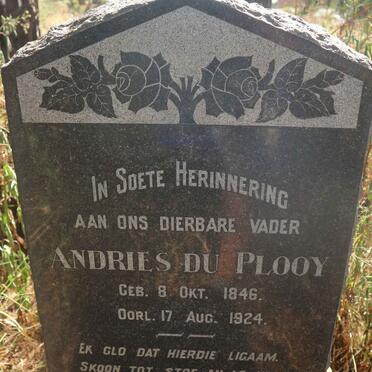 IN SOETE HERINNERING
AAN ONS DIERBARE VADER
ANDRIES DU PLOOY
GEB. 8 OKT. 1846.
OORL. 17 AUG. 1924.
EK GLO DAT HIERDIE LIGAAM.
SKOON TOT STOF EN